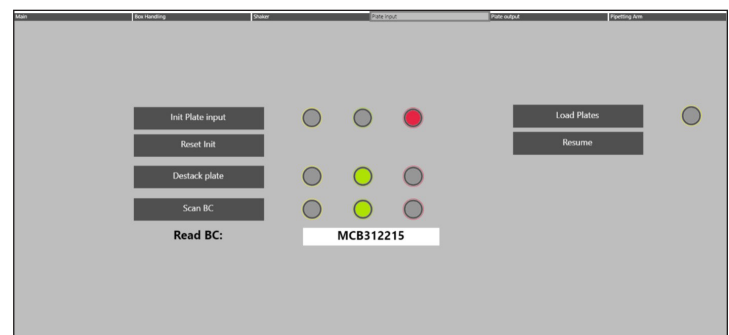 Main
Box Handling
Shaker
Plate input
Plate output
Pipetting Arm
Init Plate input
Load Plates
Reset Init
Resume
Destack plate
Scan BC
Read BC:
MCB312215